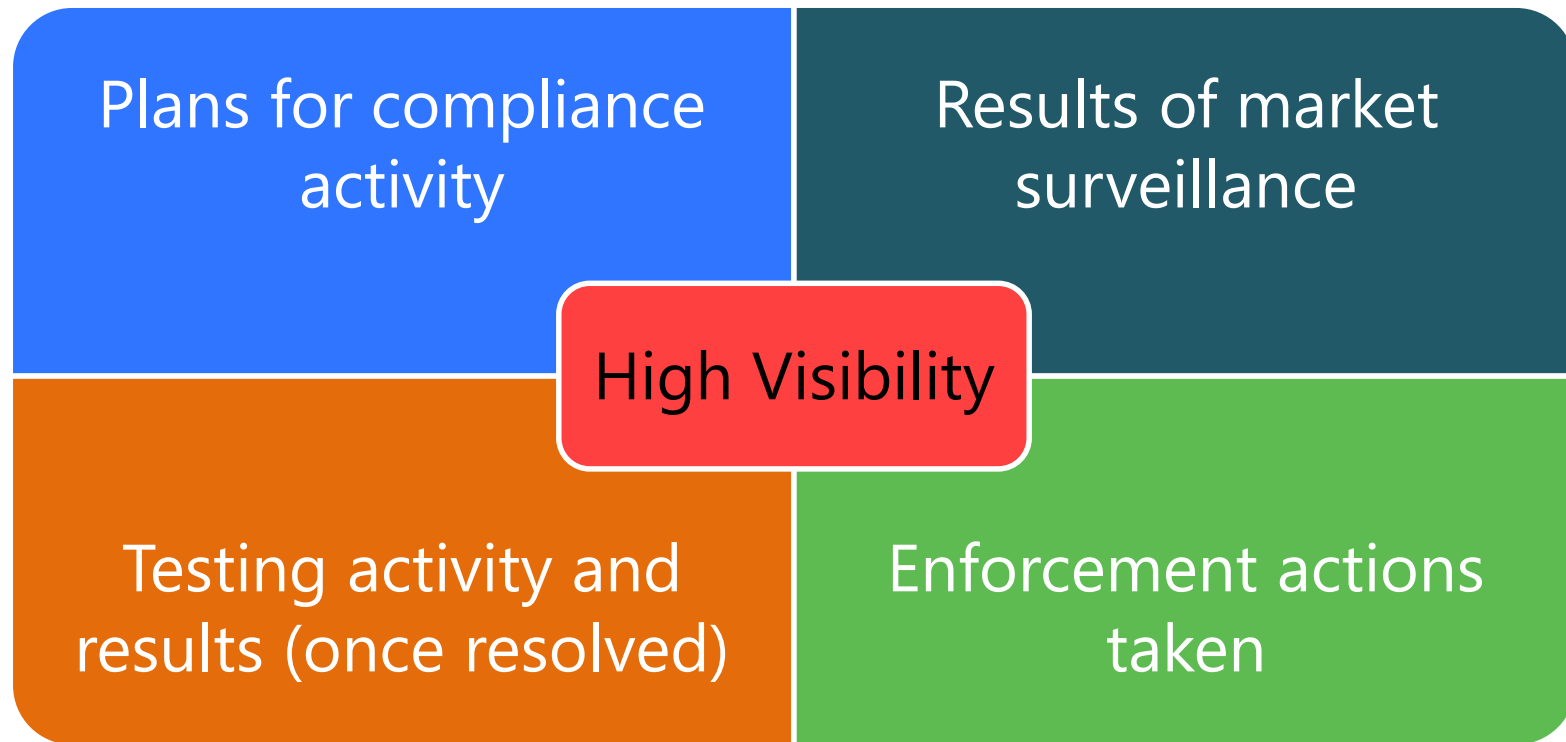 Plans for compliance
activity
Results of market
surveillance
High Visibility
Testing activity and
results (once resolved)
Enforcement actions
taken